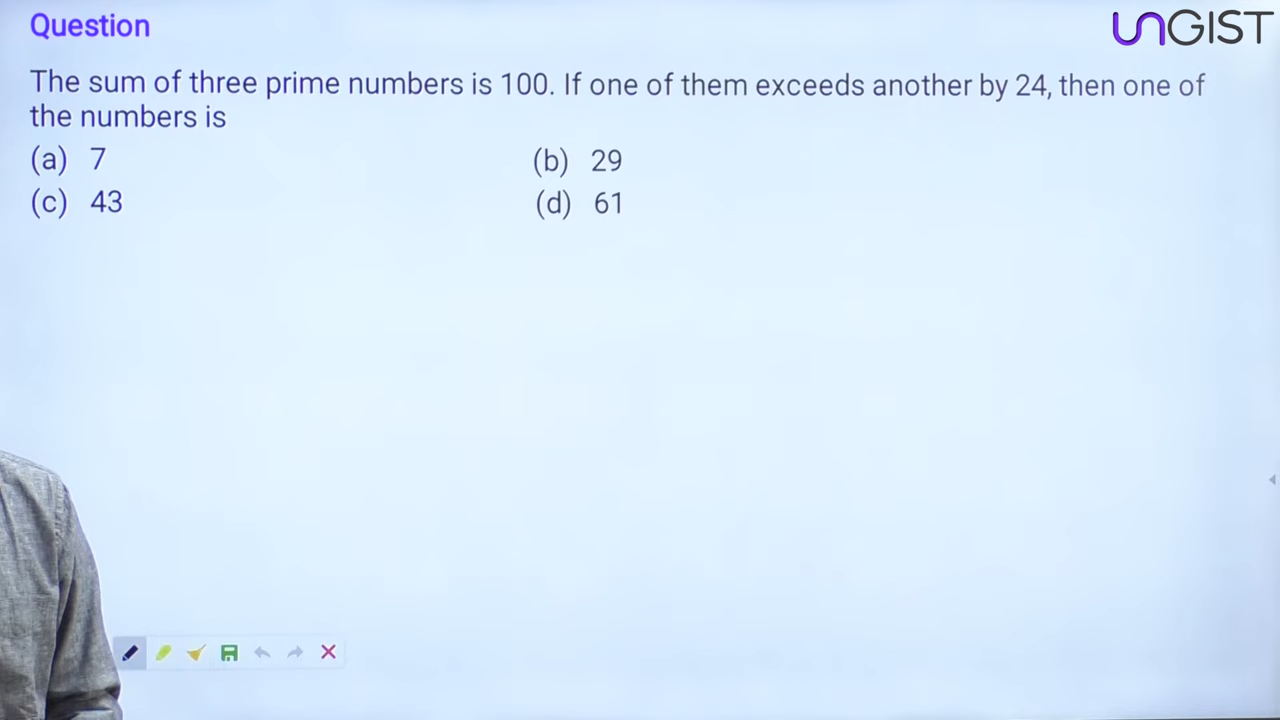 Question
UNGIST
The sum of three prime numbers is 100. If one of them exceeds another by 24, then one of
the numbers is
(a) 7
(b) 29
(c) 43
(d) 61